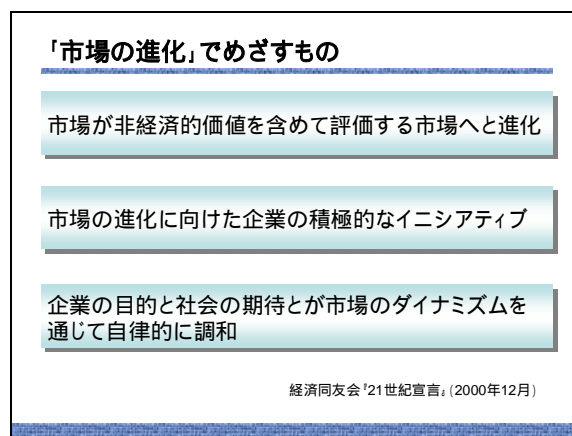 「市場の進化」でめざすもの
市場が非経済的価値を含めて評価する市場へと進化
市場の進化に向けた企業の積極的なイニシアティブ
企業の目的と社会の期待とが市場のダイナミズムを
通じて自律的に調和
経済同友会『21世紀宣言』(2000年12月)